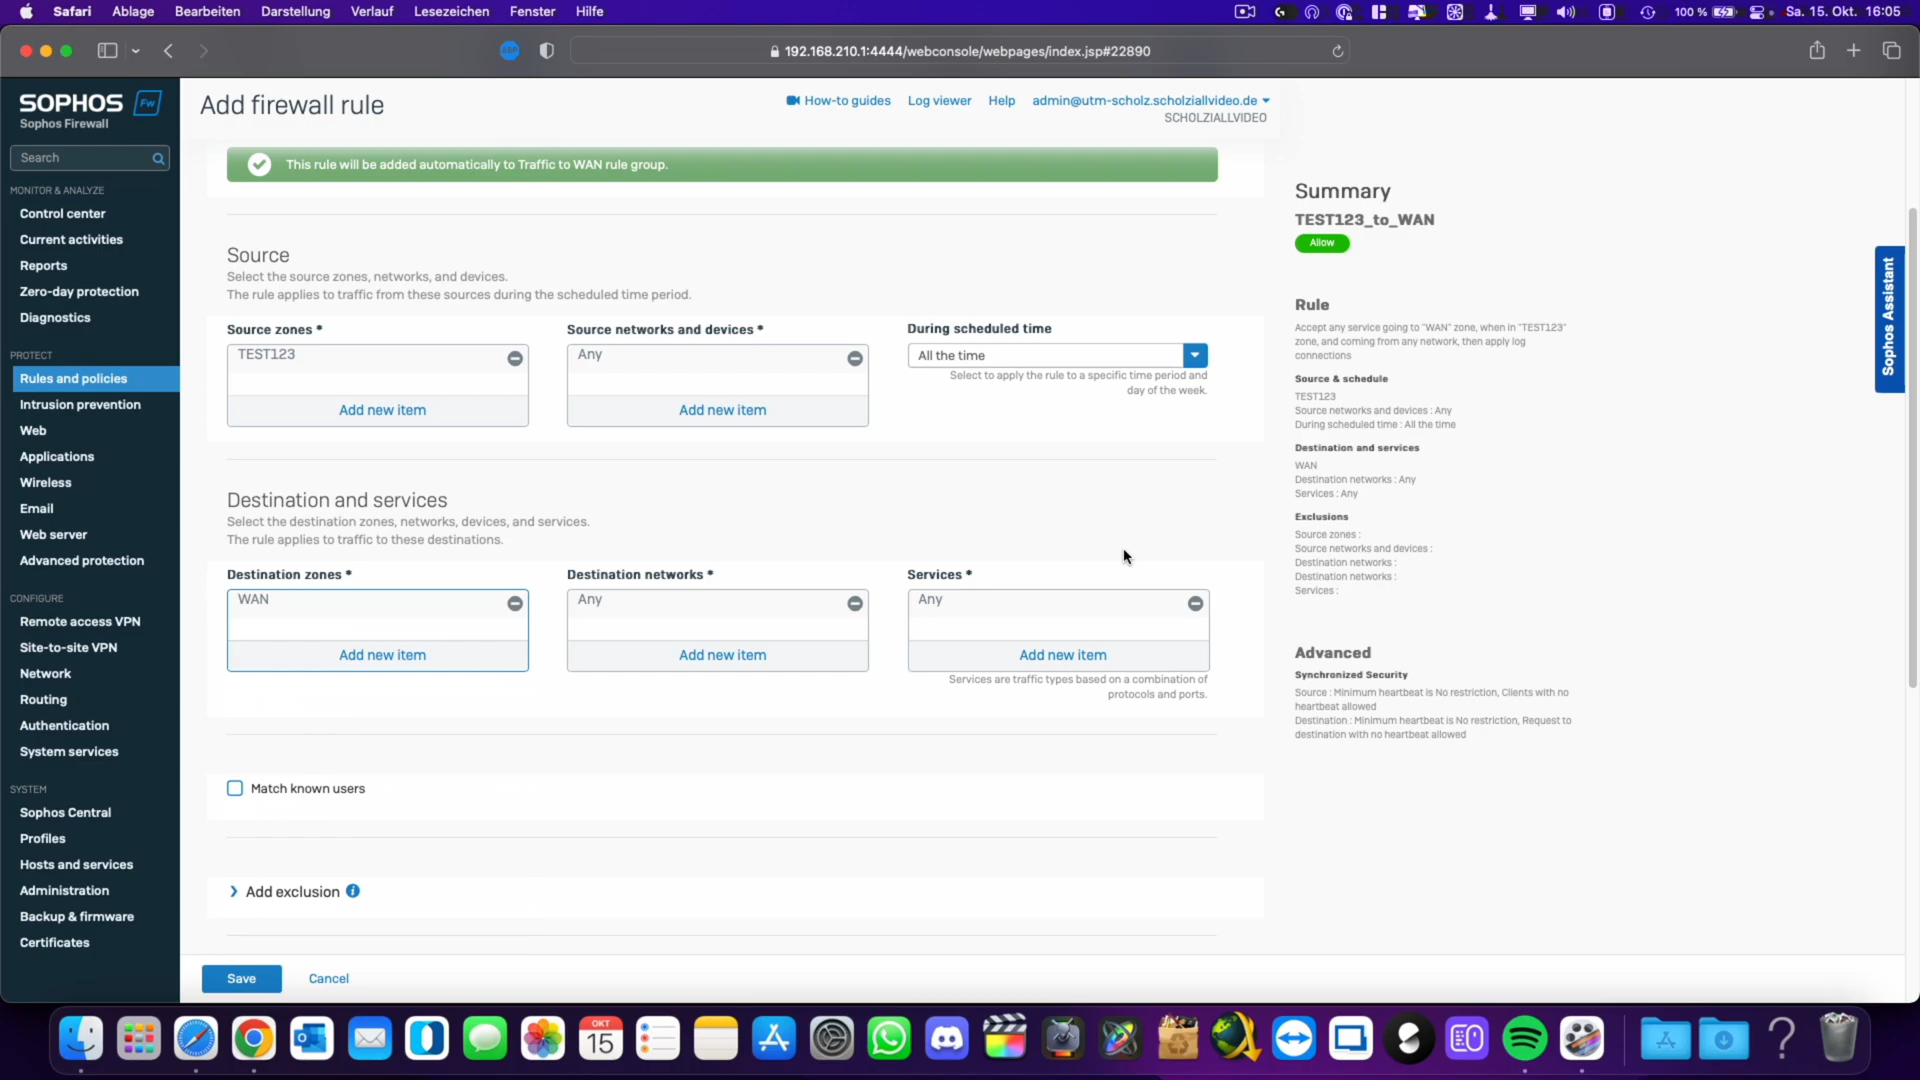 Safari Ablage Bearbeiten Darstellung Verlauf Lesezeichen Fenster Hilfe 100 % Sa. 15. Okt. 16:05
ABP 192.168.210.1:4444/webconsole/webpages/index.jsp#22890
SOPHOS Fw
Sophos Firewall
Search
MONITOR & ANALYZE
Control center
Current activities
Reports
Zero-day protection
Diagnostics
PROTECT
Rules and policies
Intrusion prevention
Web
Applications
Wireless
Email
Web server
Advanced protection
CONFIGURE
Remote access VPN
Site-to-site VPN
Network
Routing
Authentication
System services
SYSTEM
Sophos Central
Profiles
Hosts and services
Administration
Backup & firmware
Certificates
Add firewall rule
How-to guides Log viewer Help admin@utm-scholz.scholziallvideo.de
SCHOLZIALLVIDEO
This rule will be added automatically to Traffic to WAN rule group.
Source
Select the source zones, networks, and devices.
The rule applies to traffic from these sources during the scheduled time period.
Source zones * Source networks and devices * During scheduled time
TEST123 Any All the time
Select to apply the rule to a specific time period and
day of the week.
Add new item Add new item
Destination and services
Select the destination zones, networks, devices, and services.
The rule applies to traffic to these destinations.
Destination zones * Destination networks * Services *
WAN Any Any
Add new item Add new item Add new item
Services are traffic types based on a combination of
protocols and ports.
Match known users
Add exclusion
Save Cancel
Summary
TEST123_to_WAN
Allow
Rule
Accept any service going to "WAN" zone, when in "TEST123"
zone, and coming from any network, then apply log
connections
Source & schedule
TEST123
Source networks and devices : Any
During scheduled time : All the time
Destination and services
WAN
Destination networks : Any
Services : Any
Exclusions
Source zones :
Source networks and devices :
Destination networks :
Destination networks :
Services :
Advanced
Synchronized Security
Source : Minimum heartbeat is No restriction, Clients with no
heartbeat allowed
Destination : Minimum heartbeat is No restriction, Request to
destination with no heartbeat allowed
Sophos Assistant
OKT
15